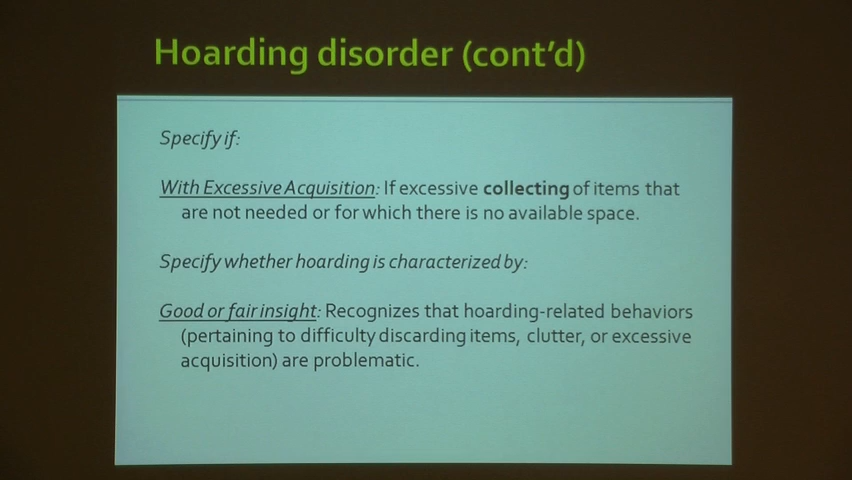 Hoarding disorder (cont'd)
Specify if:
With Excessive Acquisition: If excessive collecting of items that
are not needed or for which there is no available space.
Specify whether hoarding is characterized by:
Good or fair insight: Recognizes that hoarding-related behaviors
(pertaining to difficulty discarding items, clutter, or excessive
acquisition) are problematic.